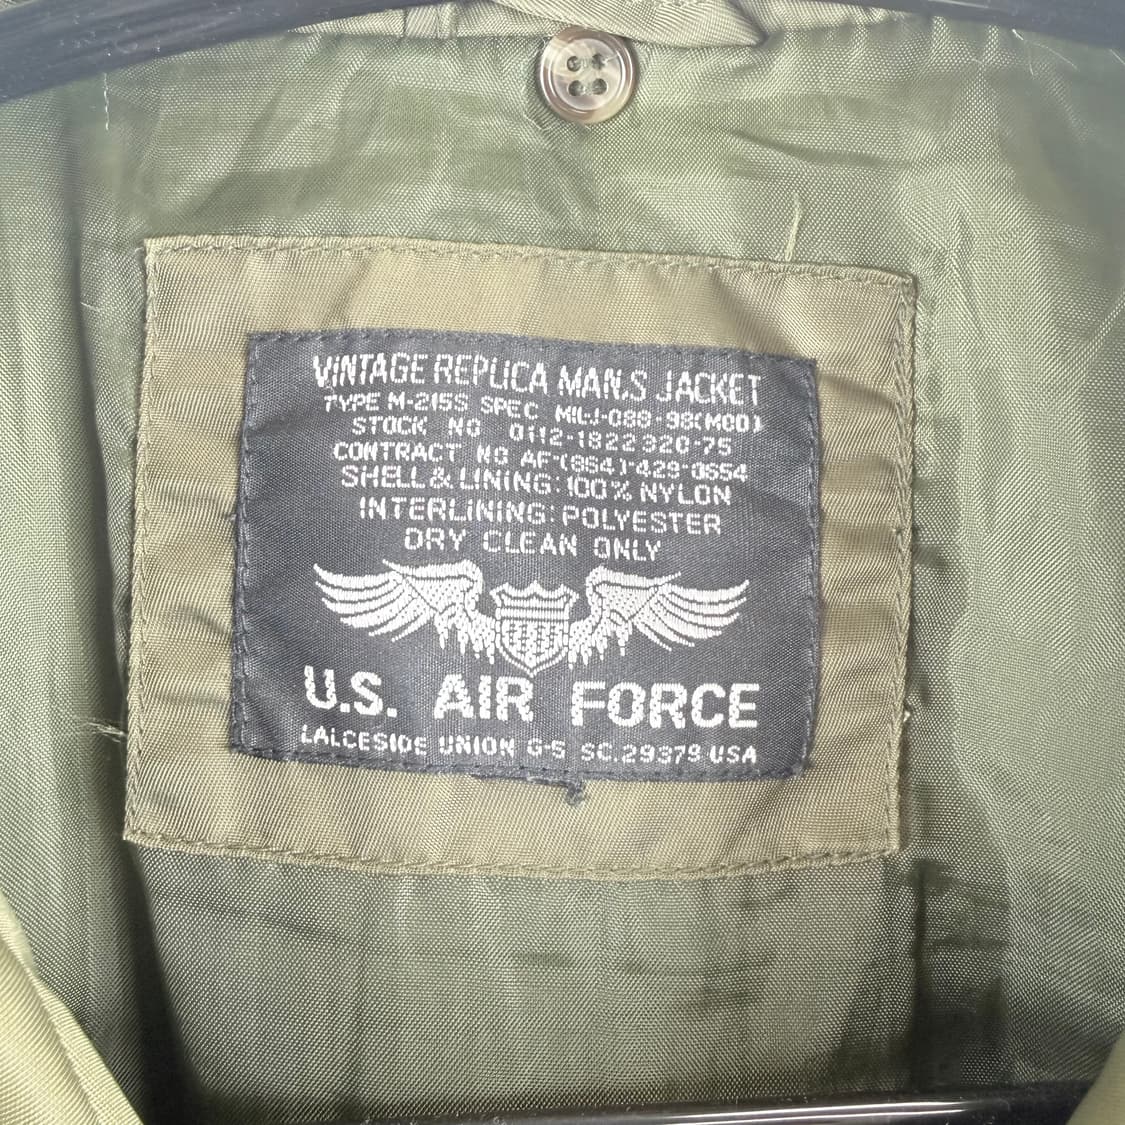 VINTAGE REPLICA MAN,S JACKET
TYPE M-215S SPEC MIL-J-088-98(MOD)
STOCK NO 0112-1822320-75
CONTRACT NO AF-(864)-429-0654
SHELL&LINING:100% NYLON
INTERLINING:POLYESTER
DRY CLEAN ONLY
U.S. AIR FORCE
LALCESIDE UNION G-5 SC.29379 USA